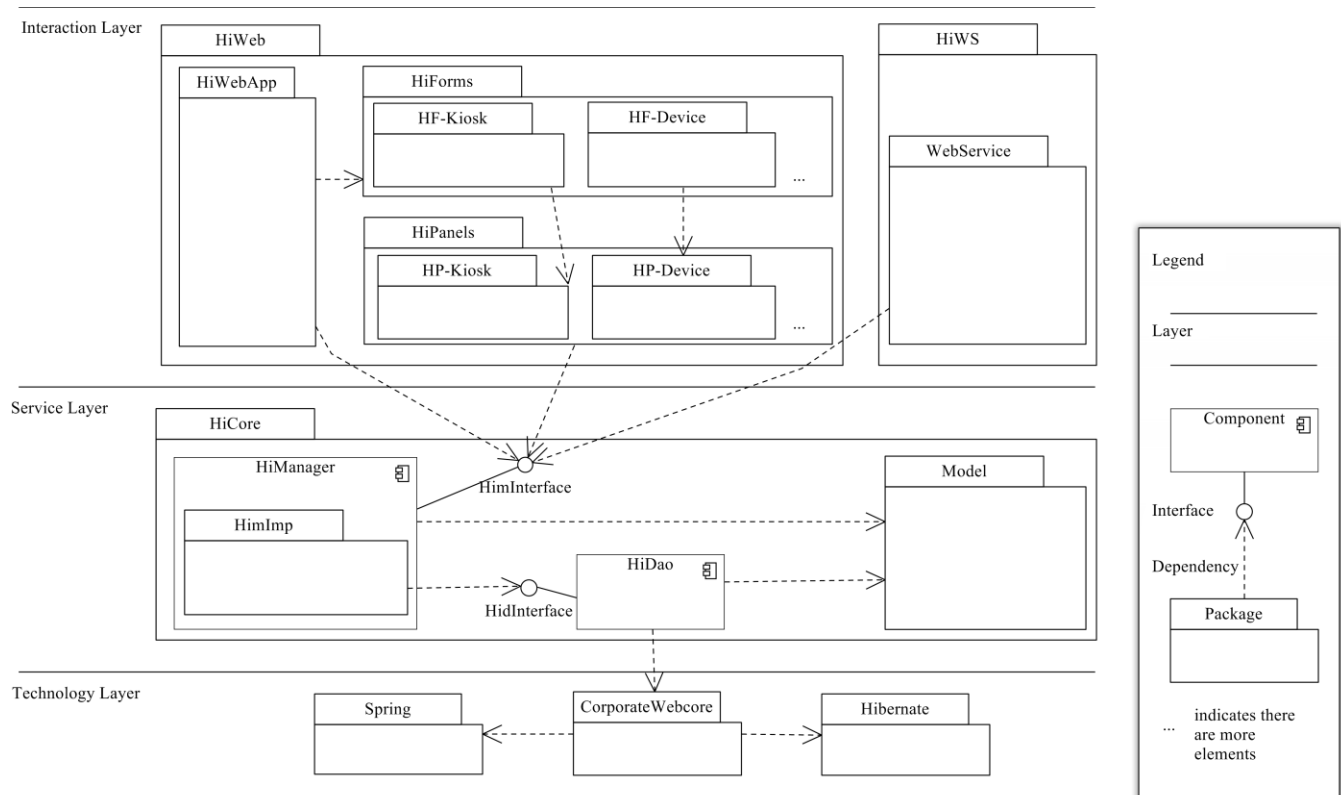 Interaction Layer
HiWeb
HiWS
HiWebApp
HiForms
HF-Kiosk
HF-Device
...
WebService
HiPanels
HP-Kiosk
HP-Device
...
Service Layer
HiCore
HiManager
HimInterface
Model
HimImp
HiDao
HidInterface
Technology Layer
Spring
CorporateWebcore
Hibernate
Legend
Layer
Component
Interface
Dependency
Package
... indicates there
are more
elements